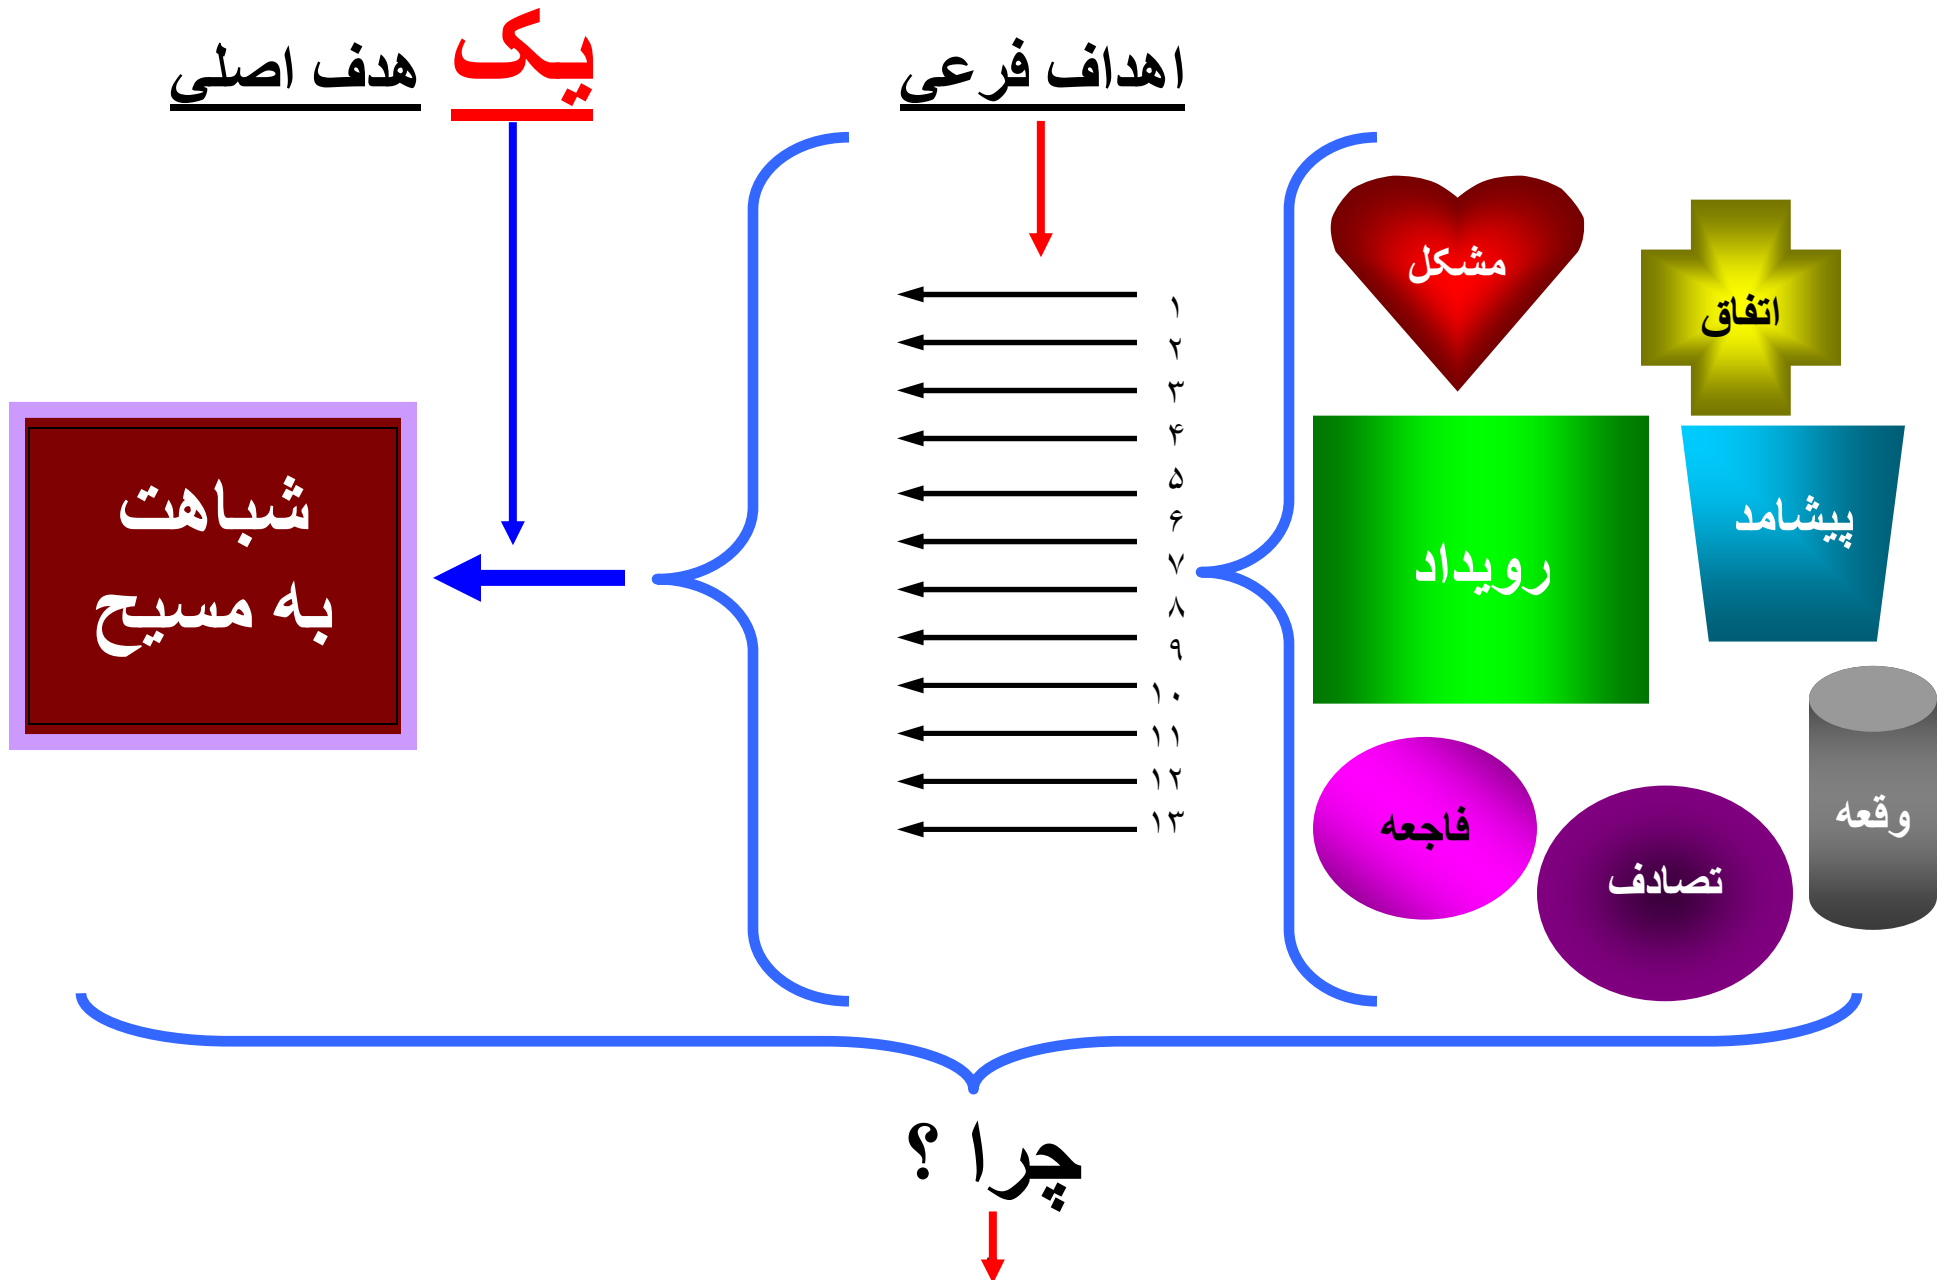 اهداف فرعی
یک هدف اصلی
مشکل
اتفاق
رویداد
پیشامد
فاجعه
تصادف
وقعه
۱
۲
۳
۴
۵
۶
۷
۸
۹
۱۰
۱۱
۱۲
۱۳
شباهت
به مسیح
چرا ؟